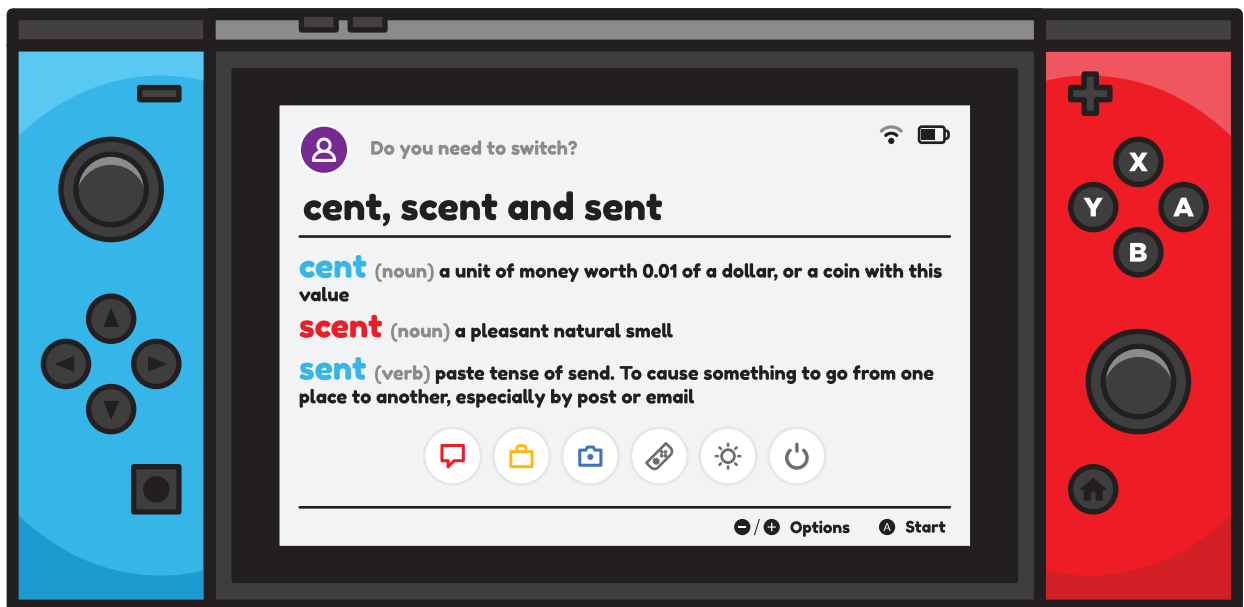 Do you need to switch?
cent, scent and sent
cent (noun) a unit of money worth 0.01 of a dollar, or a coin with this
value
scent (noun) a pleasant natural smell
sent (verb) paste tense of send. To cause something to go from one
place to another, especially by post or email
X
Y A
B
-/+ Options A Start